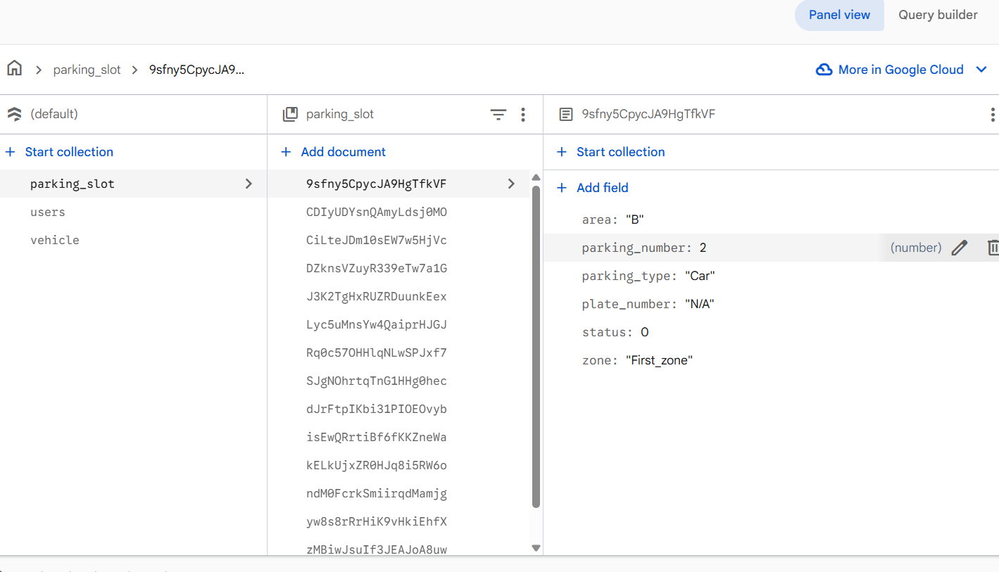 Panel view Query builder
parking_slot 9sfny5CpycJA9...
More in Google Cloud
(default)
parking_slot
9sfny5CpycJA9HgTfkVF
+ Start collection
+ Add document
+ Start collection
parking_slot
users
vehicle
9sfny5CpycJA9HgTfkVF
CDIyUDYsnQAmyLdsj0MO
CiLteJDm10sEW7w5HjVc
DZknsVZuyR339eTw7a1G
J3K2TgHxRUZRDuunkEex
Lyc5uMnsYw4QaiprHJGJ
Rq0c57OHHlqNLwSPJxf7
SJgNOhrtqTnG1HHg0hec
dJrFtpIKbi31PIOEOvyb
isEwQRrtiBf6fKKZneWa
kELkUjxZR0HJq8i5RW6o
ndM0FcrkSmiirqdMamjg
yw8s8rRrHiK9vHkiEhfX
zMBiwJsuIf3JEAJoA8uw
+ Add field
area: "B"
parking_number: 2 (number)
parking_type: "Car"
plate_number: "N/A"
status: 0
zone: "First_zone"